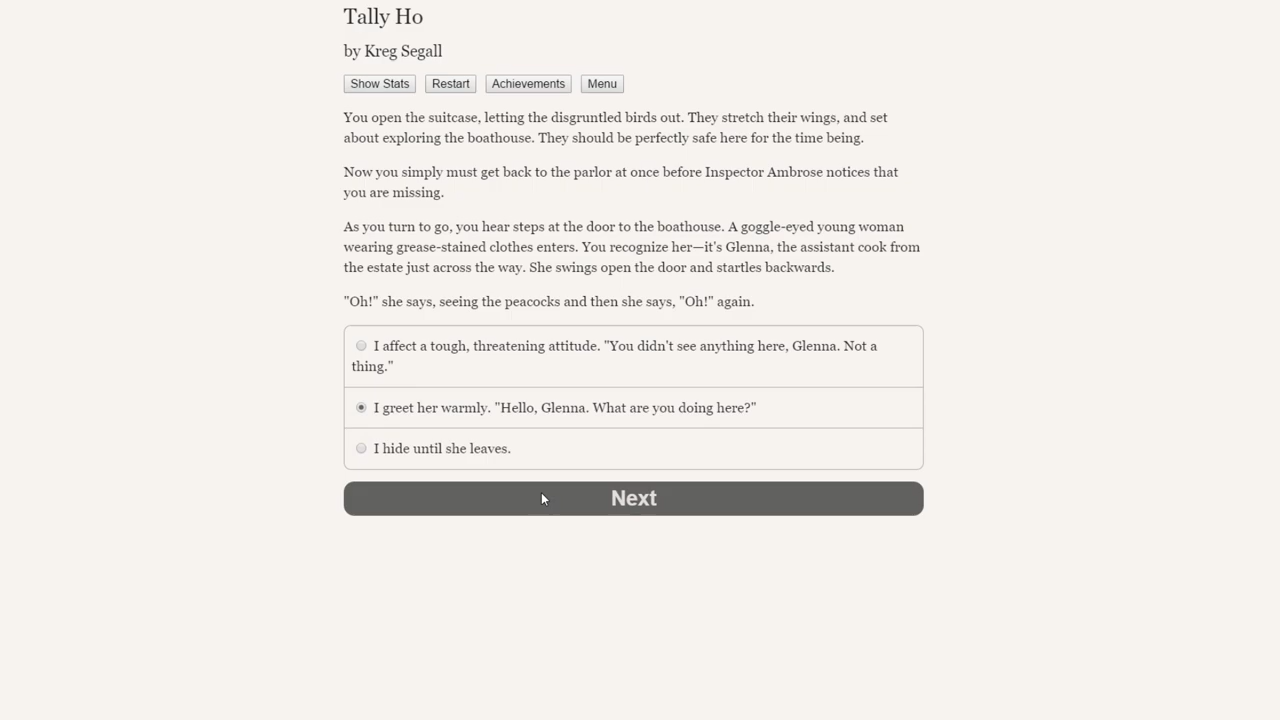 Tally Ho
by Kreg Segall
Show Stats Restart Achievements Menu
You open the suitcase, letting the disgruntled birds out. They stretch their wings, and set
about exploring the boathouse. They should be perfectly safe here for the time being.
Now you simply must get back to the parlor at once before Inspector Ambrose notices that
you are missing.
As you turn to go, you hear steps at the door to the boathouse. A goggle-eyed young woman
wearing grease-stained clothes enters. You recognize her—it's Glenna, the assistant cook from
the estate just across the way. She swings open the door and startles backwards.
"Oh!" she says, seeing the peacocks and then she says, "Oh!" again.
I affect a tough, threatening attitude. "You didn't see anything here, Glenna. Not a
thing."
I greet her warmly. "Hello, Glenna. What are you doing here?"
I hide until she leaves.
Next